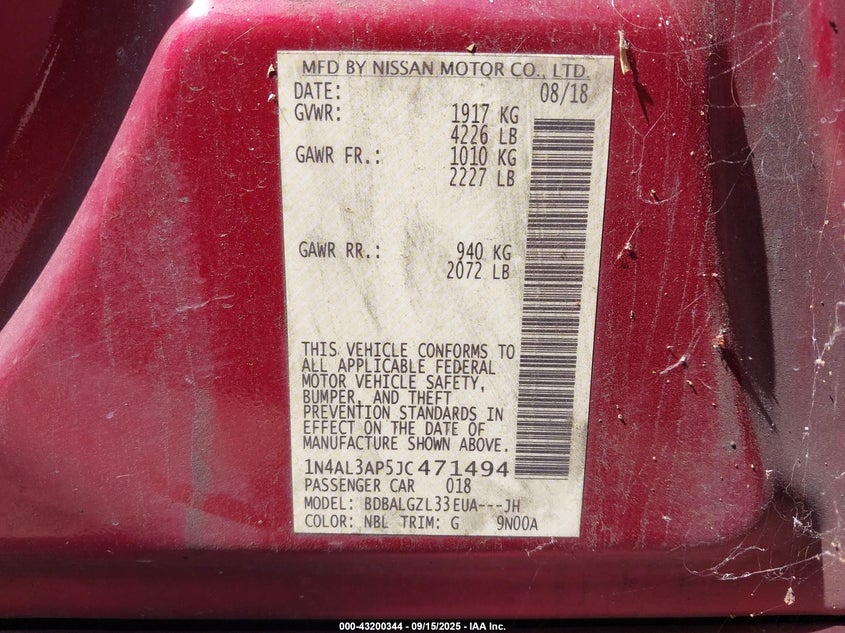 MFD BY NISSAN MOTOR CO., LTD.
DATE: 08/18
GVWR: 1917 KG
4226 LB
GAWR FR.: 1010 KG
2227 LB
GAWR RR.: 940 KG
2072 LB
THIS VEHICLE CONFORMS TO
ALL APPLICABLE FEDERAL
MOTOR VEHICLE SAFETY,
BUMPER, AND THEFT
PREVENTION STANDARDS IN
EFFECT ON THE DATE OF
MANUFACTURE SHOWN ABOVE.
1N4AL3AP5JC471494
PASSENGER CAR 018
MODEL: BDBALGZL33EUA---JH
COLOR: NBL TRIM: G 9N00A
000-43200344 - 09/15/2025 - IAA Inc.